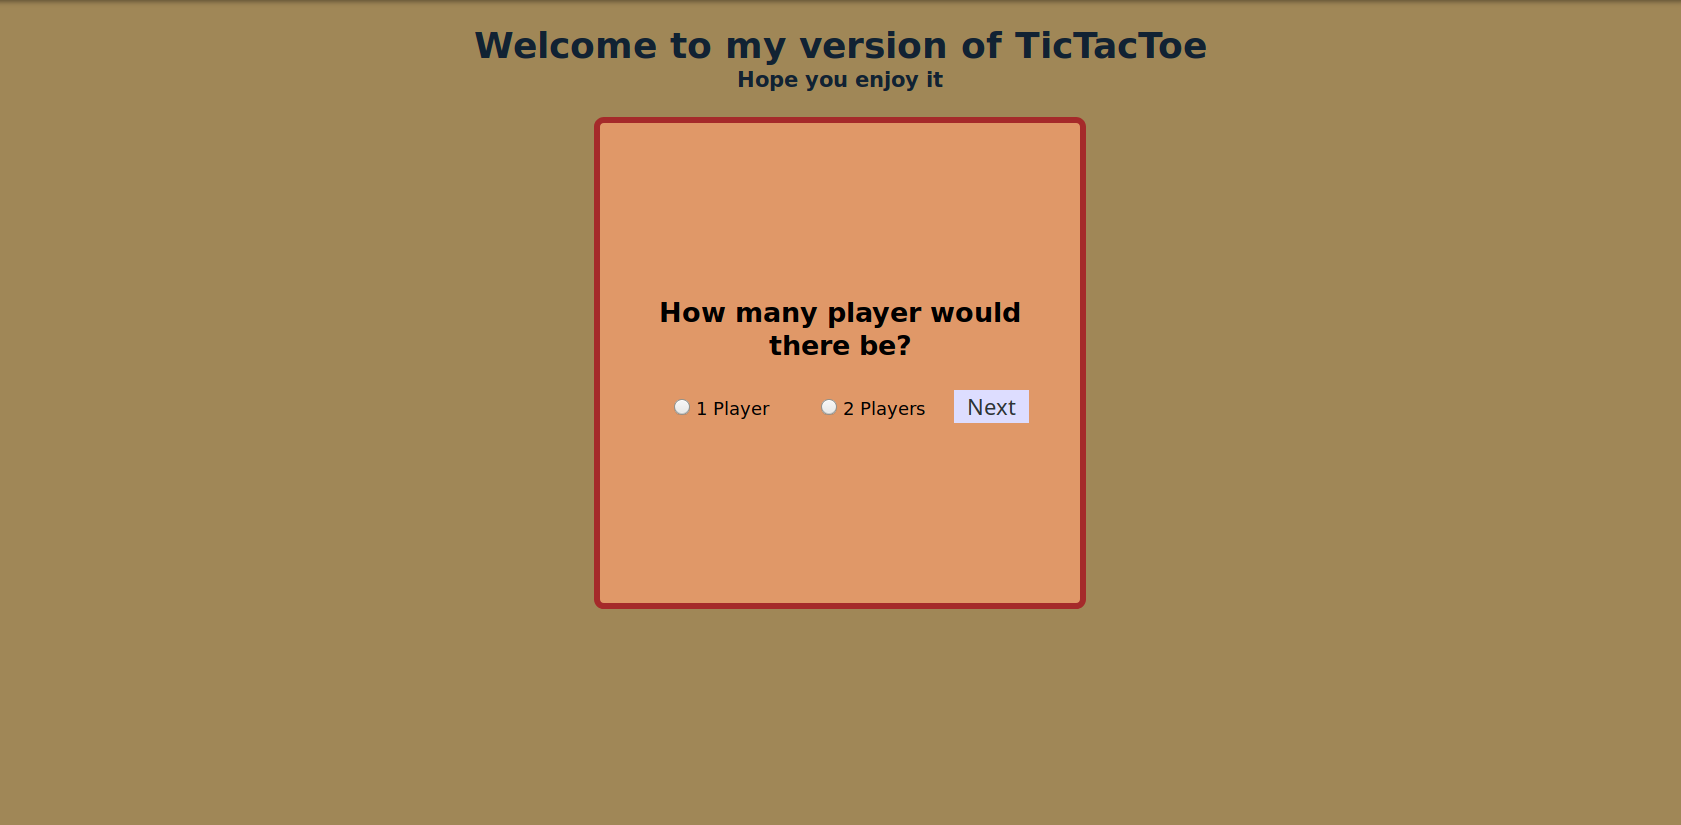 Welcome to my version of TicTacToe
Hope you enjoy it
How many player would
there be?
1 Player 2 Players Next